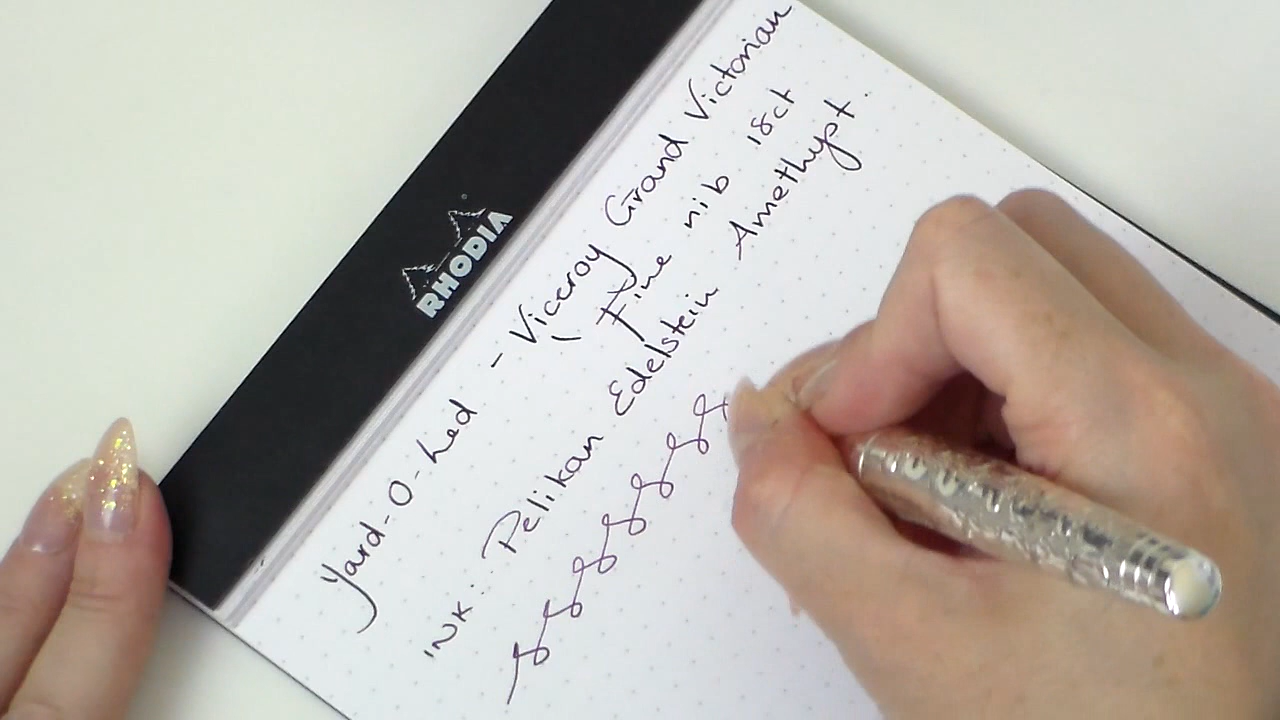 RHODIA
Yard-O-Led - Viceroy Grand Victorian
( Fine nib 18ct
INK: Pelikan Edelstein Amethyst.